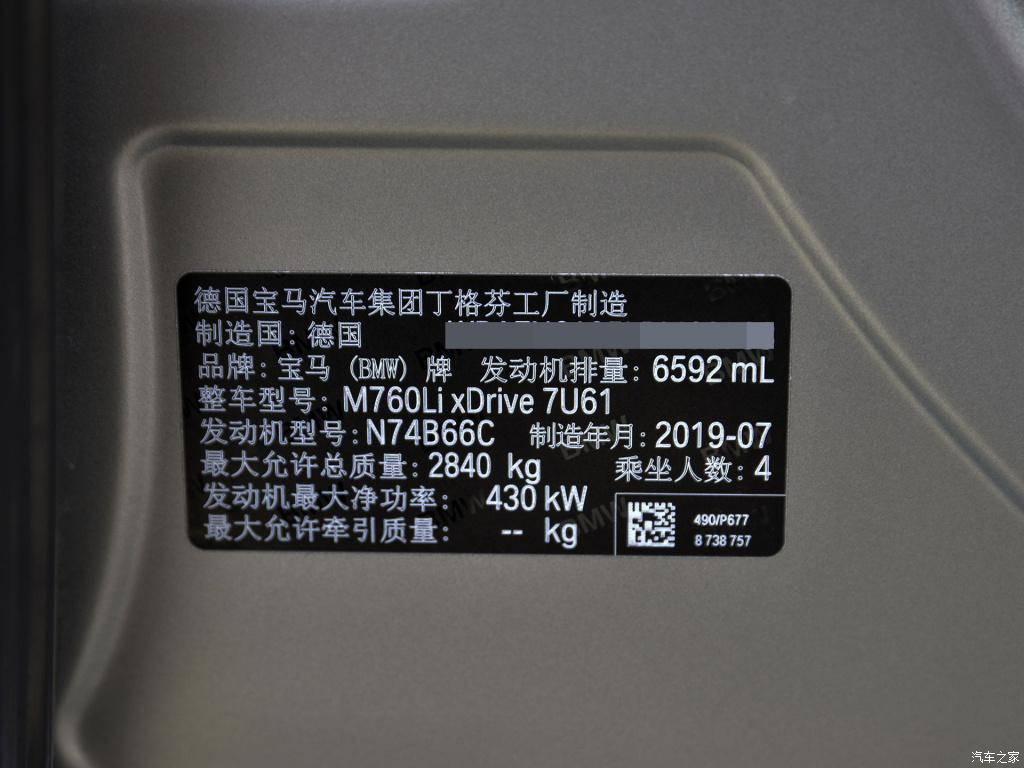 德国宝马汽车集团丁格芬工厂制造
制造国: 德国
品牌: 宝马 (BMW) 牌 发动机排量: 6592 mL
整车型号: M760Li xDrive 7U61
发动机型号: N74B66C 制造年月: 2019-07
最大允许总质量: 2840 kg 乘坐人数: 4
发动机最大净功率: 430 kW
最大允许牵引质量: -- kg
490/P677
8 738 757
汽车之家